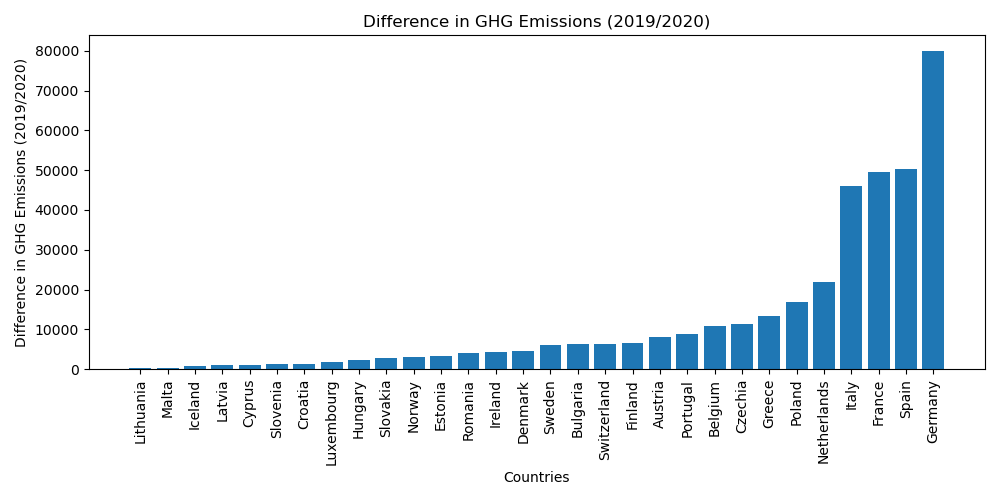 Difference in GHG Emissions (2019/2020)
Difference in GHG Emissions (2019/2020)
80000
70000
60000
50000
40000
30000
20000
10000
0
Lithuania
Malta
Iceland
Latvia
Cyprus
Slovenia
Croatia
Luxembourg
Hungary
Slovakia
Norway
Estonia
Romania
Ireland
Denmark
Sweden
Bulgaria
Switzerland
Finland
Austria
Portugal
Belgium
Czechia
Greece
Poland
Netherlands
Italy
France
Spain
Germany
Countries